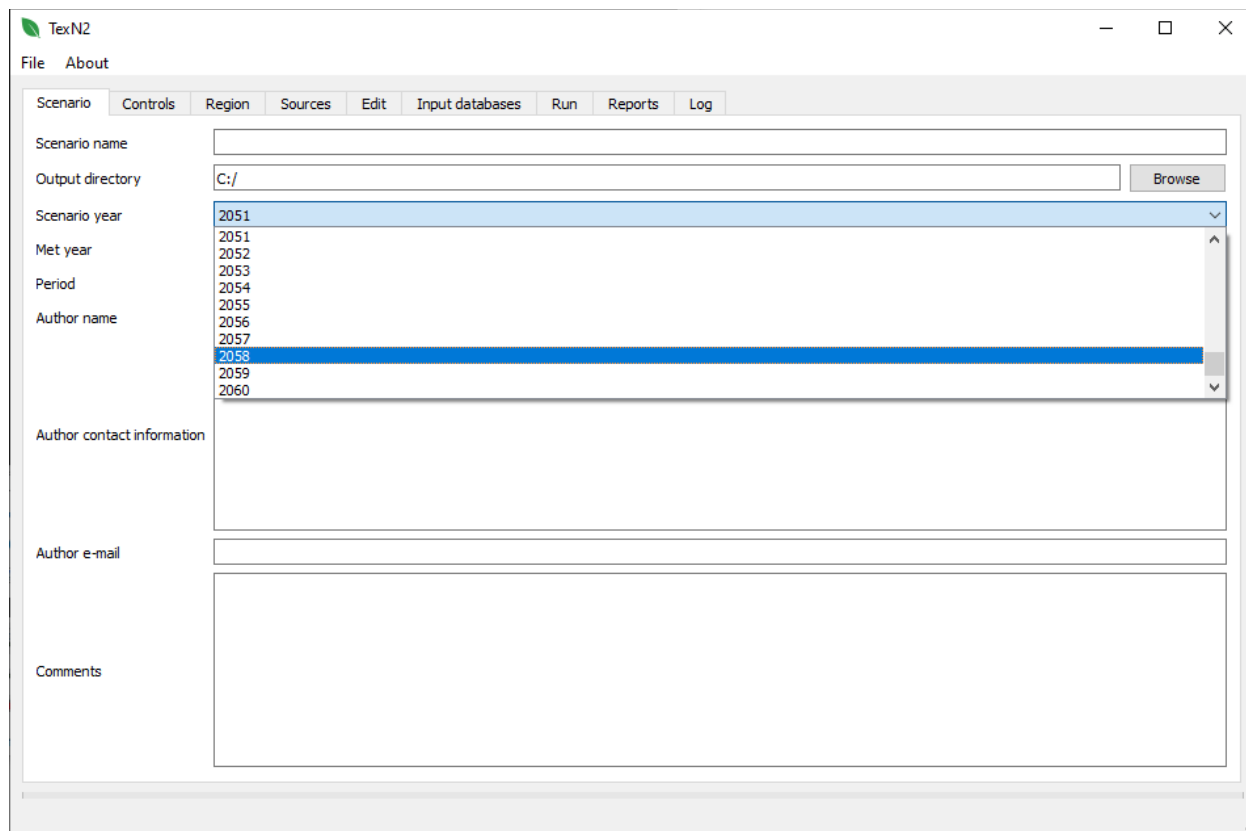 TexN2
File About
Scenario Controls Region Sources Edit Input databases Run Reports Log
Scenario name
Output directory C:/ Browse
Scenario year 2051
2051
Met year
2052
2053
Period
2054
2055
Author name
2056
2057
2058
2059
2060
Author contact information
Author e-mail
Comments